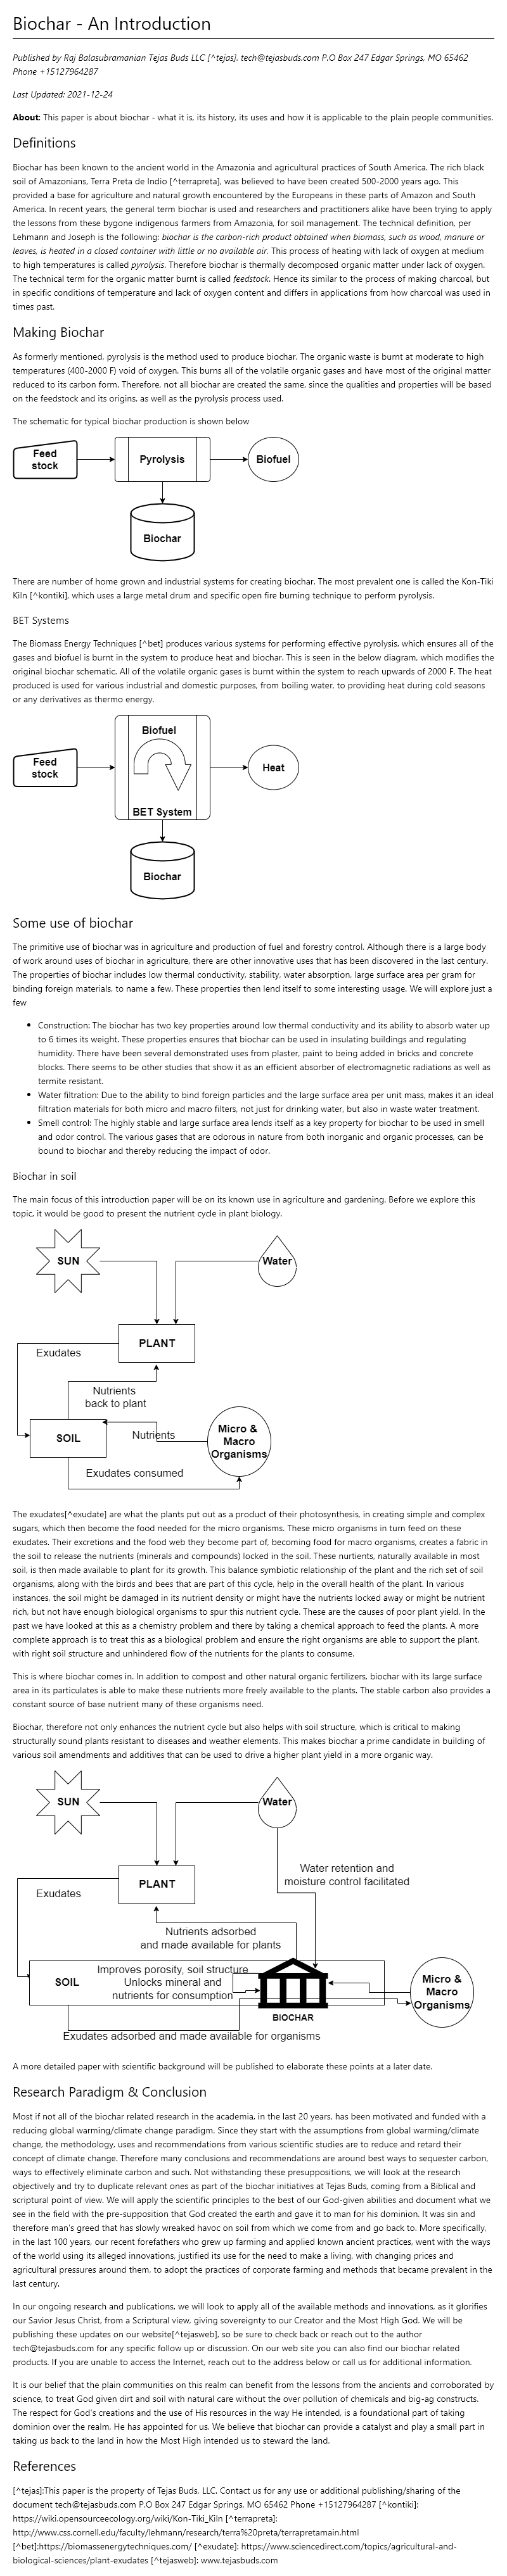 Biochar - An Introduction
Published by Raj Balasubramanian Tejas Buds LLC [^tejas]. tech@tejasbuds.com P.O Box 247 Edgar Springs, MO 65462
Phone +15127964287
Last Updated: 2021-12-24
About: This paper is about biochar - what it is, its history, its uses and how it is applicable to the plain people communities.
Definitions
Biochar has been known to the ancient world in the Amazonia and agricultural practices of South America. The rich black
soil of Amazonians, Terra Preta de Indio [^terrapreta], was believed to have been created 500-2000 years ago. This
provided a base for agriculture and natural growth encountered by the Europeans in these parts of Amazon and South
America. In recent years, the general term biochar is used and researchers and practitioners alike have been trying to apply
the lessons from these bygone indigenous farmers from Amazonia, for soil management. The technical definition, per
Lehmann and Joseph is the following: biochar is the carbon-rich product obtained when biomass, such as wood, manure or
leaves, is heated in a closed container with little or no available air. This process of heating with lack of oxygen at medium
to high temperatures is called pyrolysis. Therefore biochar is thermally decomposed organic matter under lack of oxygen.
The technical term for the organic matter burnt is called feedstock. Hence its similar to the process of making charcoal, but
in specific conditions of temperature and lack of oxygen content and differs in applications from how charcoal was used in
times past.
Making Biochar
As formerly mentioned, pyrolysis is the method used to produce biochar. The organic waste is burnt at moderate to high
temperatures (400-2000 F) void of oxygen. This burns all of the volatile organic gases and have most of the original matter
reduced to its carbon form. Therefore, not all biochar are created the same, since the qualities and properties will be based
on the feedstock and its origins, as well as the pyrolysis process used.
The schematic for typical biochar production is shown below
Feed
stock
Pyrolysis
Biofuel
Biochar
There are number of home grown and industrial systems for creating biochar. The most prevalent one is called the Kon-Tiki
Kiln [^kontiki], which uses a large metal drum and specific open fire burning technique to perform pyrolysis.
BET Systems
The Biomass Energy Techniques [^bet] produces various systems for performing effective pyrolysis, which ensures all of the
gases and biofuel is burnt in the system to produce heat and biochar. This is seen in the below diagram, which modifies the
original biochar schematic. All of the volatile organic gases is burnt within the system to reach upwards of 2000 F. The heat
produced is used for various industrial and domestic purposes, from boiling water, to providing heat during cold seasons
or any derivatives as thermo energy.
Biofuel
Feed
stock
Heat
BET System
Biochar
Some use of biochar
The primitive use of biochar was in agriculture and production of fuel and forestry control. Although there is a large body
of work around uses of biochar in agriculture, there are other innovative uses that has been discovered in the last century.
The properties of biochar includes low thermal conductivity, stability, water absorption, large surface area per gram for
binding foreign materials, to name a few. These properties then lend itself to some interesting usage. We will explore just a
few
• Construction: The biochar has two key properties around low thermal conductivity and its ability to absorb water up
to 6 times its weight. These properties ensures that biochar can be used in insulating buildings and regulating
humidity. There have been several demonstrated uses from plaster, paint to being added in bricks and concrete
blocks. There seems to be other studies that show it as an efficient absorber of electromagnetic radiations as well as
termite resistant.
• Water filtration: Due to the ability to bind foreign particles and the large surface area per unit mass, makes it an ideal
filtration materials for both micro and macro filters, not just for drinking water, but also in waste water treatment.
• Smell control: The highly stable and large surface area lends itself as a key property for biochar to be used in smell
and odor control. The various gases that are odorous in nature from both inorganic and organic processes, can be
bound to biochar and thereby reducing the impact of odor.
Biochar in soil
The main focus of this introduction paper will be on its known use in agriculture and gardening. Before we explore this
topic, it would be good to present the nutrient cycle in plant biology.
SUN
Water
PLANT
Exudates
Nutrients
back to plant
SOIL
Nutrients
Micro &
Macro
Organisms
Exudates consumed
The exudates[^exudate] are what the plants put out as a product of their photosynthesis, in creating simple and complex
sugars, which then become the food needed for the micro organisms. These micro organisms in turn feed on these
exudates. Their excretions and the food web they become part of, becoming food for macro organisms, creates a fabric in
the soil to release the nutrients (minerals and compounds) locked in the soil. These nurtients, naturally available in most
soil, is then made available to plant for its growth. This balance symbiotic relationship of the plant and the rich set of soil
organisms, along with the birds and bees that are part of this cycle, help in the overall health of the plant. In various
instances, the soil might be damaged in its nutrient density or might have the nutrients locked away or might be nutrient
rich, but not have enough biological organisms to spur this nutrient cycle. These are the causes of poor plant yield. In the
past we have looked at this as a chemistry problem and there by taking a chemical approach to feed the plants. A more
complete approach is to treat this as a biological problem and ensure the right organisms are able to support the plant,
with right soil structure and unhindered flow of the nutrients for the plants to consume.
This is where biochar comes in. In addition to compost and other natural organic fertilizers, biochar with its large surface
area in its particulates is able to make these nutrients more freely available to the plants. The stable carbon also provides a
constant source of base nutrient many of these organisms need.
Biochar, therefore not only enhances the nutrient cycle but also helps with soil structure, which is critical to making
structurally sound plants resistant to diseases and weather elements. This makes biochar a prime candidate in building of
various soil amendments and additives that can be used to drive a higher plant yield in a more organic way.
SUN
Water
Water retention and
moisture control facilitated
PLANT
Exudates
Nutrients adsorbed
and made available for plants
SOIL
Improves porosity, soil structure
Unlocks mineral and
nutrients for consumption
BIOCHAR
Micro &
Macro
Organisms
Exudates adsorbed and made available for organisms
A more detailed paper with scientific background will be published to elaborate these points at a later date.
Research Paradigm & Conclusion
Most if not all of the biochar related research in the academia, in the last 20 years, has been motivated and funded with a
reducing global warming/climate change paradigm. Since they start with the assumptions from global warming/climate
change, the methodology, uses and recommendations from various scientific studies are to reduce and retard their
concept of climate change. Therefore many conclusions and recommendations are around best ways to sequester carbon,
ways to effectively eliminate carbon and such. Not withstanding these presuppositions, we will look at the research
objectively and try to duplicate relevant ones as part of the biochar initiatives at Tejas Buds, coming from a Biblical and
scriptural point of view. We will apply the scientific principles to the best of our God-given abilities and document what we
see in the field with the pre-supposition that God created the earth and gave it to man for his dominion. It was sin and
therefore man's greed that has slowly wreaked havoc on soil from which we come from and go back to. More specifically,
in the last 100 years, our recent forefathers who grew up farming and applied known ancient practices, went with the ways
of the world using its alleged innovations, justified its use for the need to make a living, with changing prices and
agricultural pressures around them, to adopt the practices of corporate farming and methods that became prevalent in the
last century.
In our ongoing research and publications, we will look to apply all of the available methods and innovations, as it glorifies
our Savior Jesus Christ, from a Scriptural view, giving sovereignty to our Creator and the Most High God. We will be
publishing these updates on our website[^tejasweb], so be sure to check back or reach out to the author
tech@tejasbuds.com for any specific follow up or discussion. On our web site you can also find our biochar related
products. If you are unable to access the Internet, reach out to the address below or call us for additional information.
It is our belief that the plain communities on this realm can benefit from the lessons from the ancients and corroborated by
science, to treat God given dirt and soil with natural care without the over pollution of chemicals and big-ag constructs.
The respect for God's creations and the use of His resources in the way He intended, is a foundational part of taking
dominion over the realm, He has appointed for us. We believe that biochar can provide a catalyst and play a small part in
taking us back to the land in how the Most High intended us to steward the land.
References
[^tejas]:This paper is the property of Tejas Buds, LLC. Contact us for any use or additional publishing/sharing of the
document tech@tejasbuds.com P.O Box 247 Edgar Springs, MO 65462 Phone +15127964287 [^kontiki]:
https://wiki.opensourceecology.org/wiki/Kon-Tiki_Kiln [^terrapreta]:
http://www.css.cornell.edu/faculty/lehmann/research/terra%20preta/terrapretamain.html
[^bet]:https://biomassenergytechniques.com/ [^exudate]: https://www.sciencedirect.com/topics/agricultural-and-
biological-sciences/plant-exudates [^tejasweb]: www.tejasbuds.com